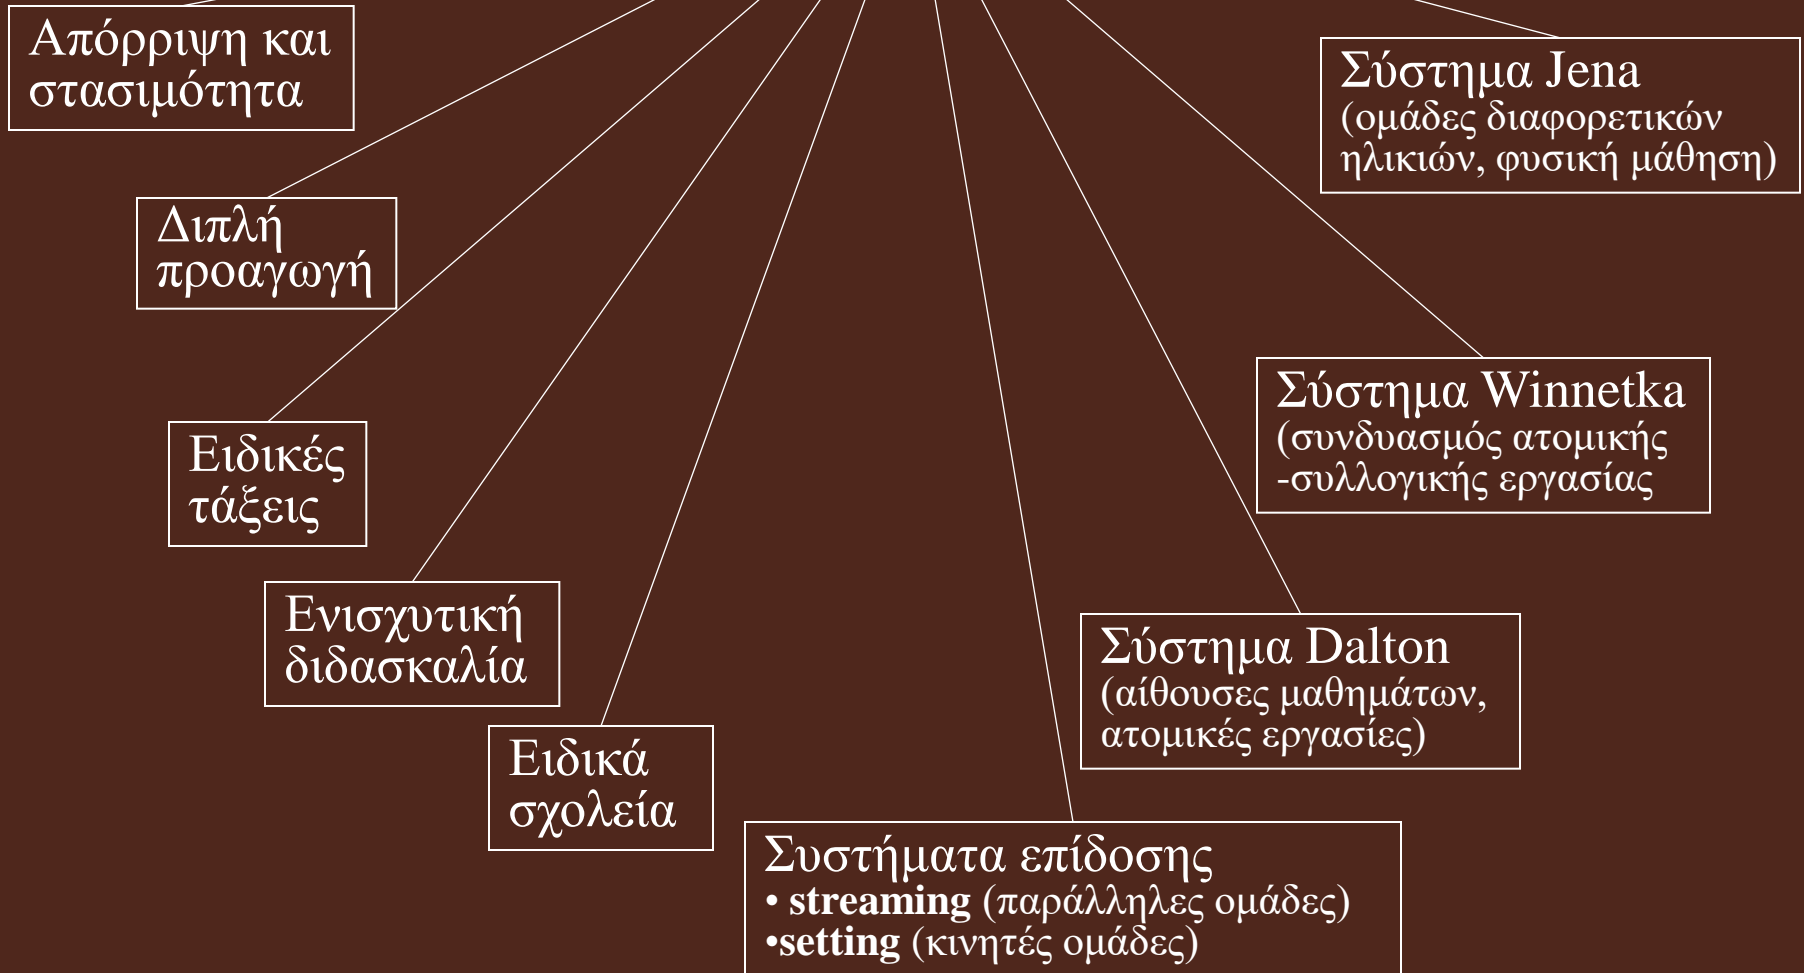 Απόρριψη και
στασιμότητα
Διπλή
προαγωγή
Ειδικές
τάξεις
Ενισχυτική
διδασκαλία
Ειδικά
σχολεία
Συστήματα επίδοσης
• streaming (παράλληλες ομάδες)
•setting (κινητές ομάδες)
Σύστημα Dalton
(αίθουσες μαθημάτων,
ατομικές εργασίες)
Σύστημα Winnetka
(συνδυασμός ατομικής
-συλλογικής εργασίας
Σύστημα Jena
(ομάδες διαφορετικών
ηλικιών, φυσική μάθηση)